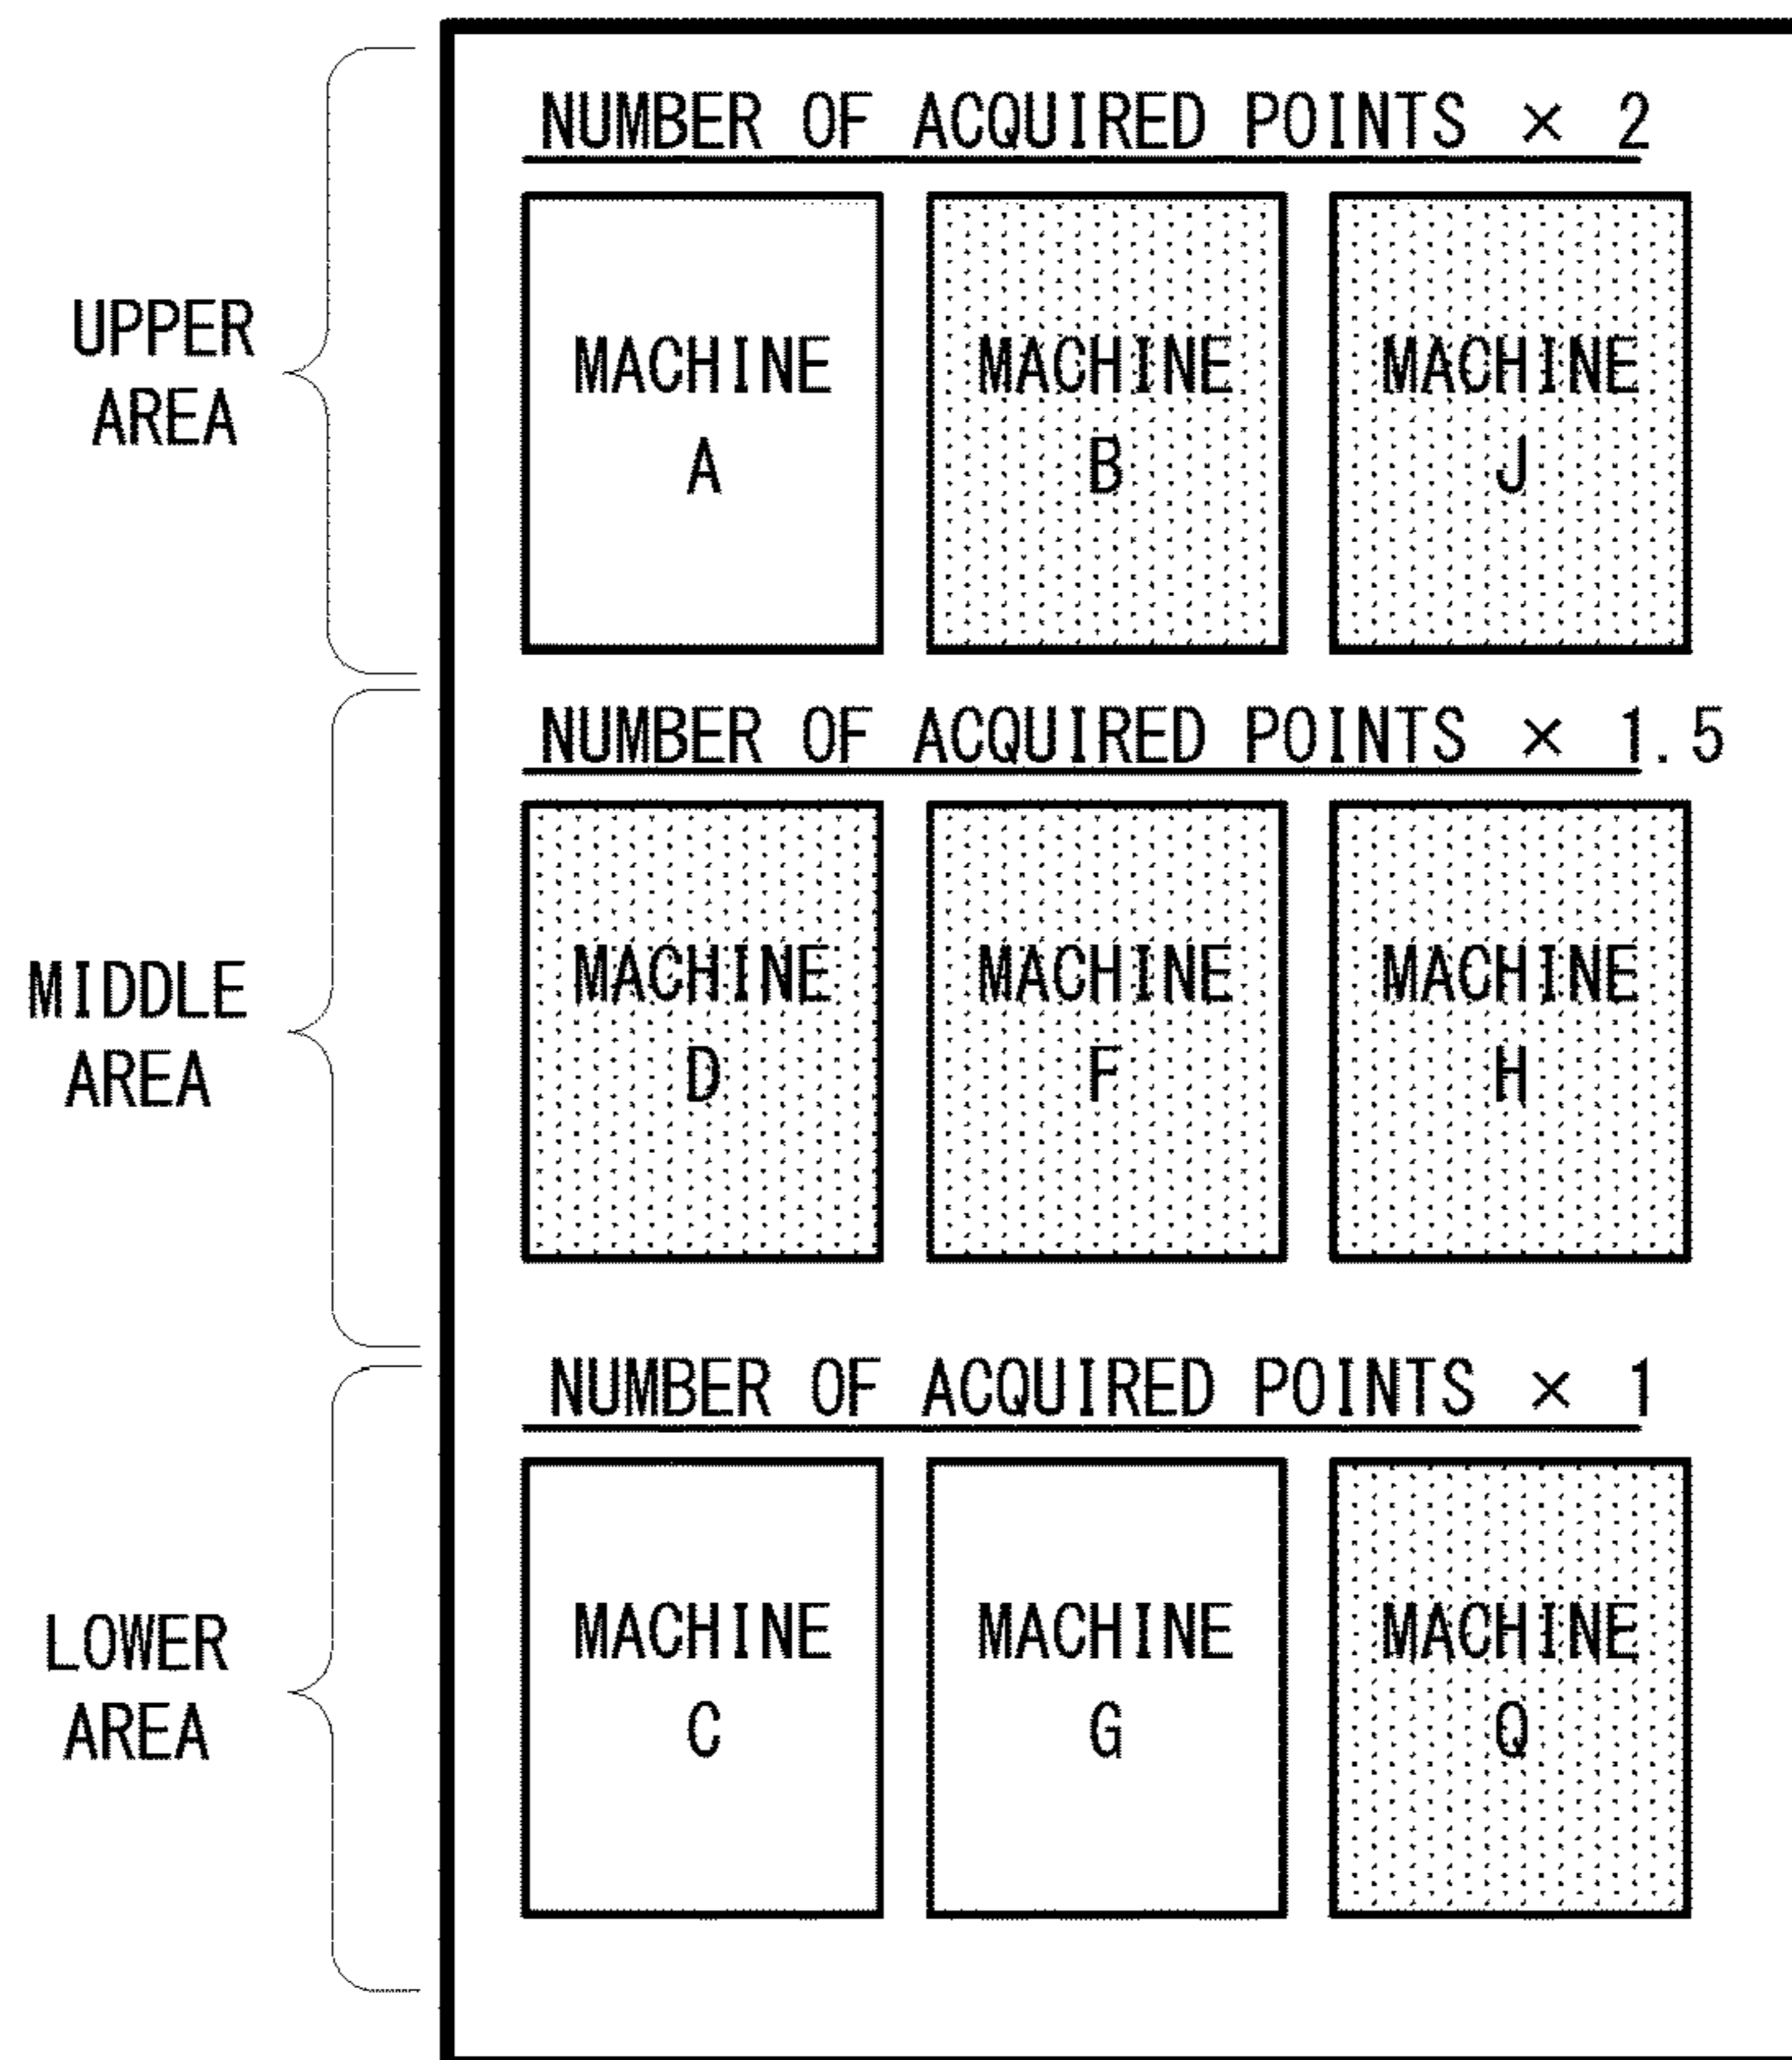 NUMBER OF ACQUIRED POINTS × 2
UPPER
AREA
MACHINE
A
MACHINE
B
MACHINE
J
NUMBER OF ACQUIRED POINTS × 1.5
MIDDLE
AREA
MACHINE
D
MACHINE
F
MACHINE
H
NUMBER OF ACQUIRED POINTS × 1
LOWER
AREA
MACHINE
C
MACHINE
G
MACHINE
Q